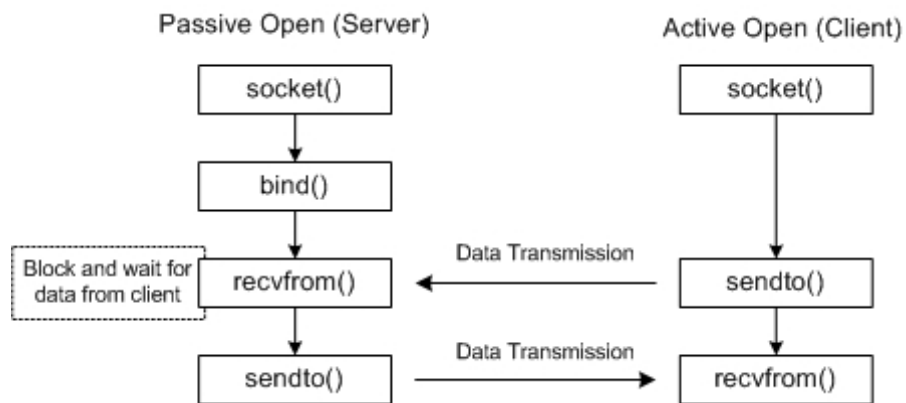 Passive Open (Server)
Active Open (Client)
socket()
socket()
bind()
Block and wait for
data from client
recvfrom()
Data Transmission
sendto()
sendto()
Data Transmission
recvfrom()